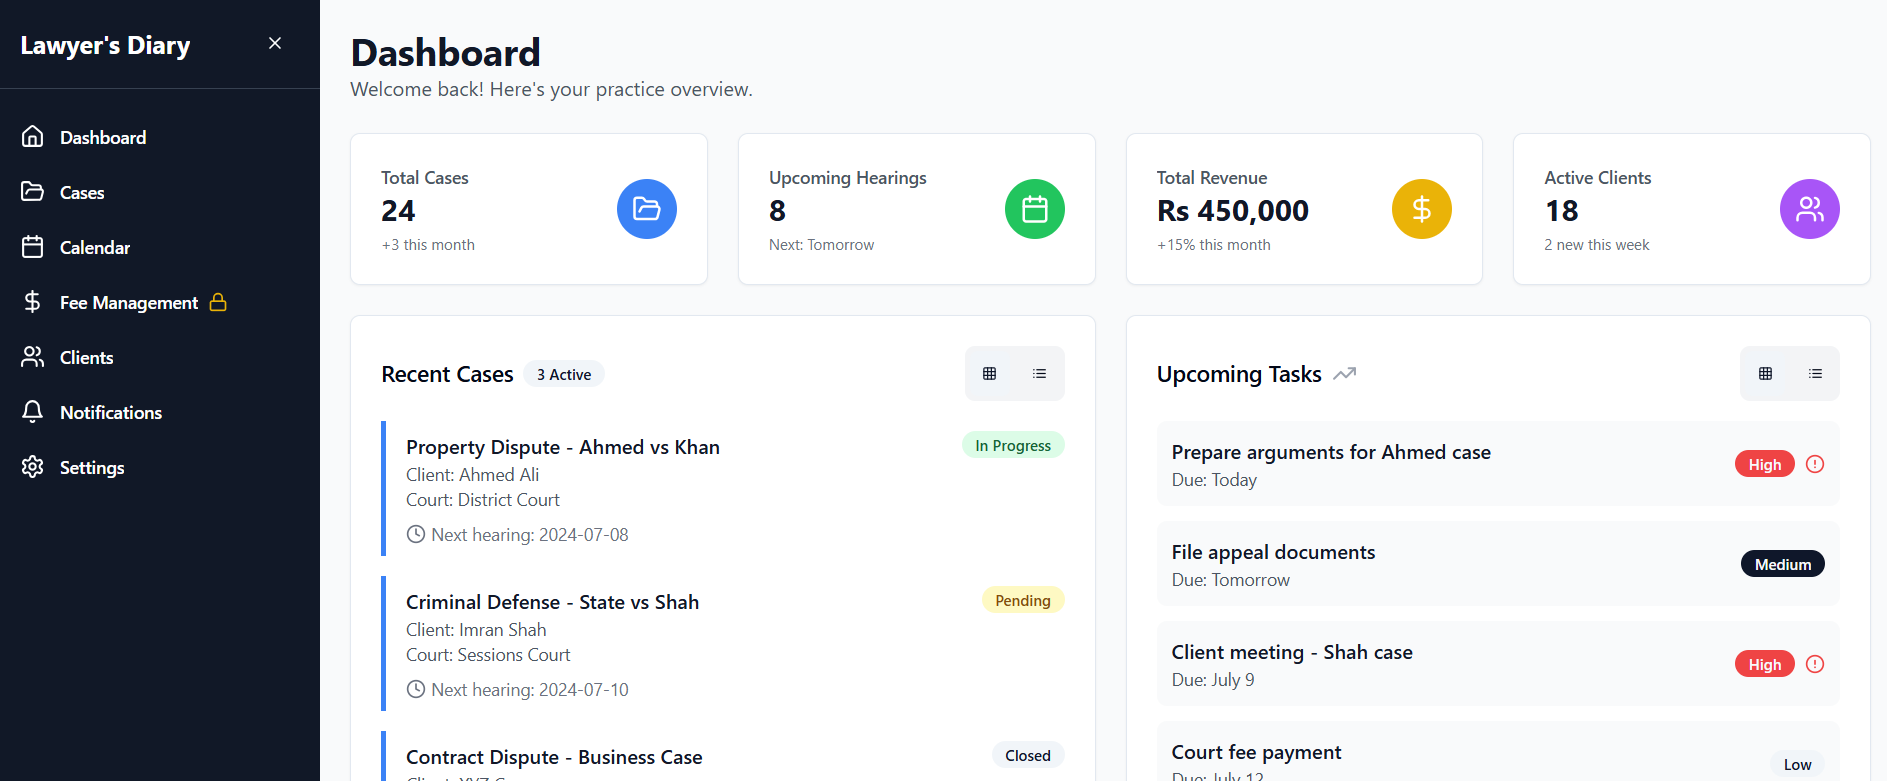 Lawyer's Diary
Dashboard
Cases
Calendar
Fee Management
Clients
Notifications
Settings
Dashboard
Welcome back! Here's your practice overview.
Total Cases
24
+3 this month
Upcoming Hearings
8
Next: Tomorrow
Total Revenue
Rs 450,000
+15% this month
Active Clients
18
2 new this week
Recent Cases 3 Active
Property Dispute - Ahmed vs Khan In Progress
Client: Ahmed Ali
Court: District Court
Next hearing: 2024-07-08
Criminal Defense - State vs Shah Pending
Client: Imran Shah
Court: Sessions Court
Next hearing: 2024-07-10
Contract Dispute - Business Case Closed
Upcoming Tasks
Prepare arguments for Ahmed case
Due: Today
High
File appeal documents
Due: Tomorrow
Medium
Client meeting - Shah case
Due: July 9
High
Court fee payment
Due: July 12
Low